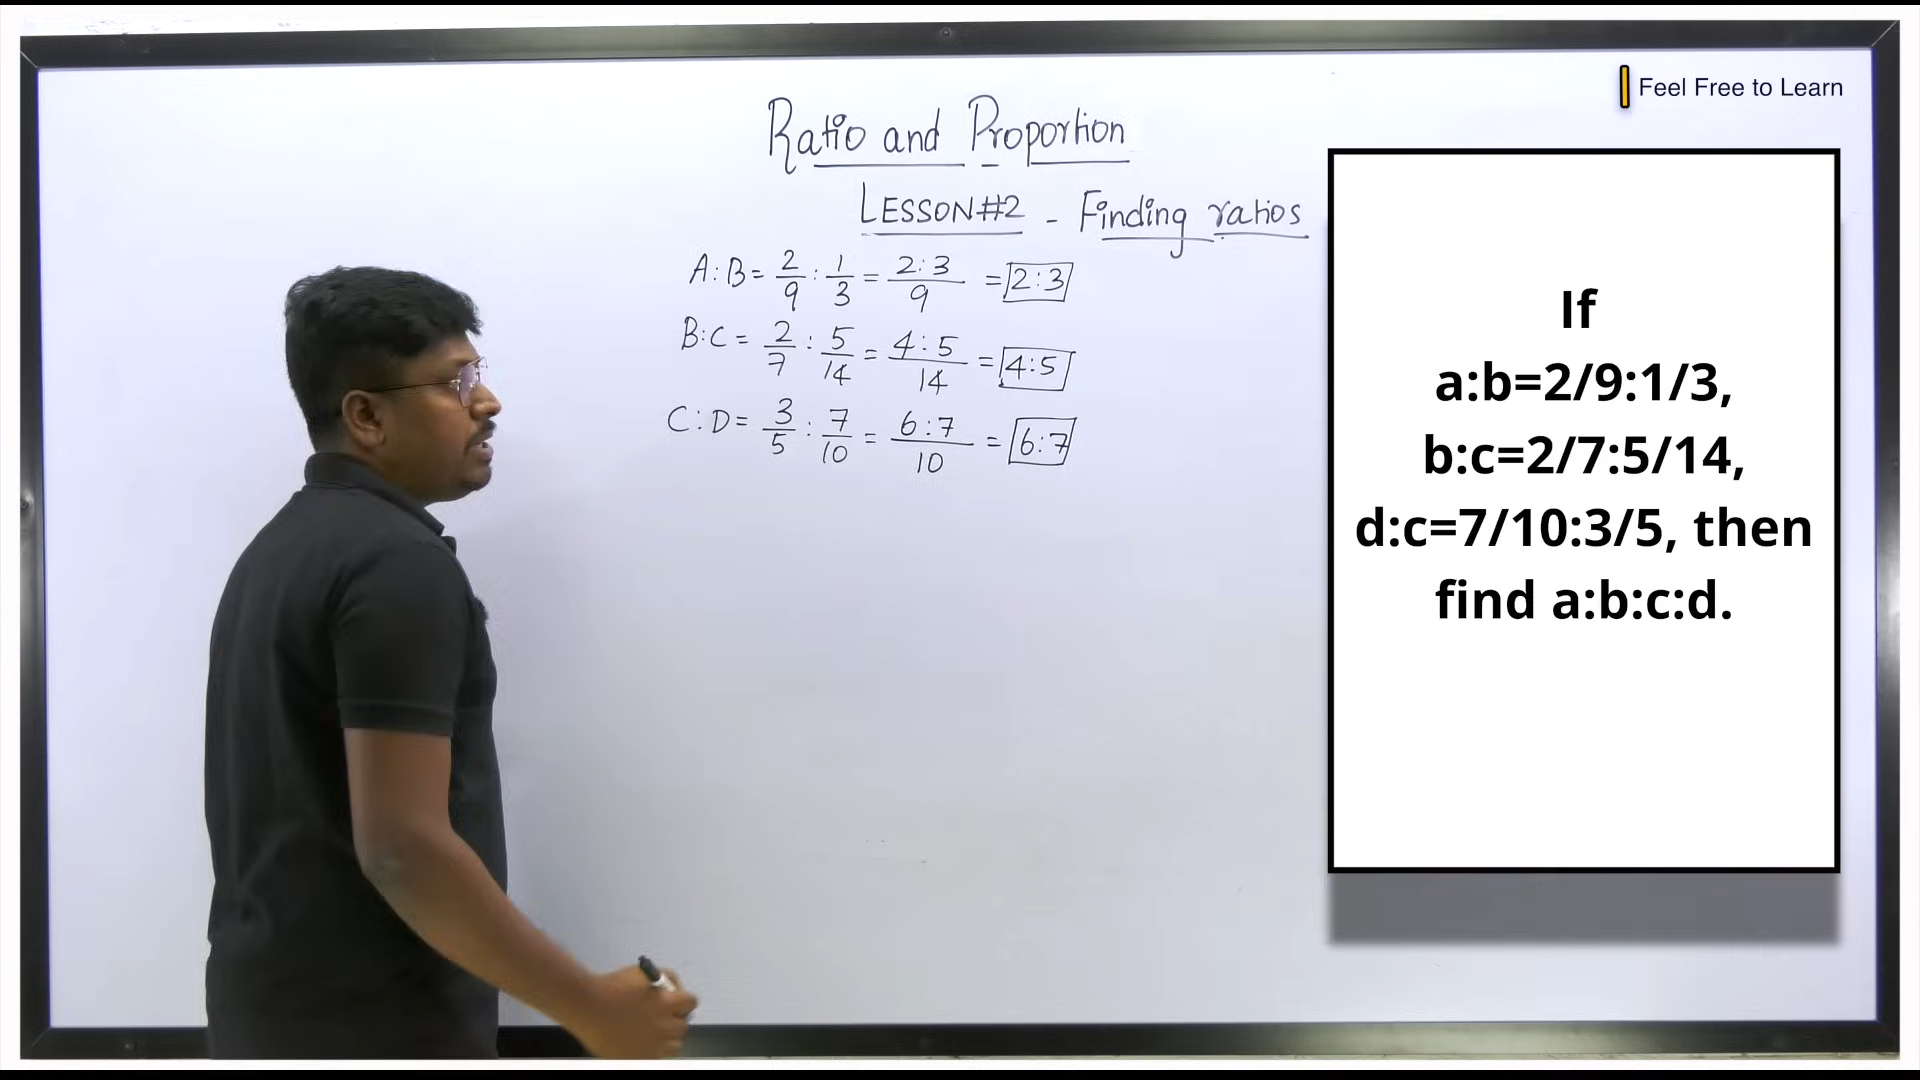 Feel Free to Learn
Ratio and Proportion
LESSON#2 - Finding ratios
A:B = 2/9 : 1/3 = 2:3/9 = 2:3
B:C = 2/7 : 5/14 = 4:5/14 = 4:5
C:D = 3/5 : 7/10 = 6:7/10 = 6:7
If
a:b=2/9:1/3,
b:c=2/7:5/14,
d:c=7/10:3/5, then
find a:b:c:d.